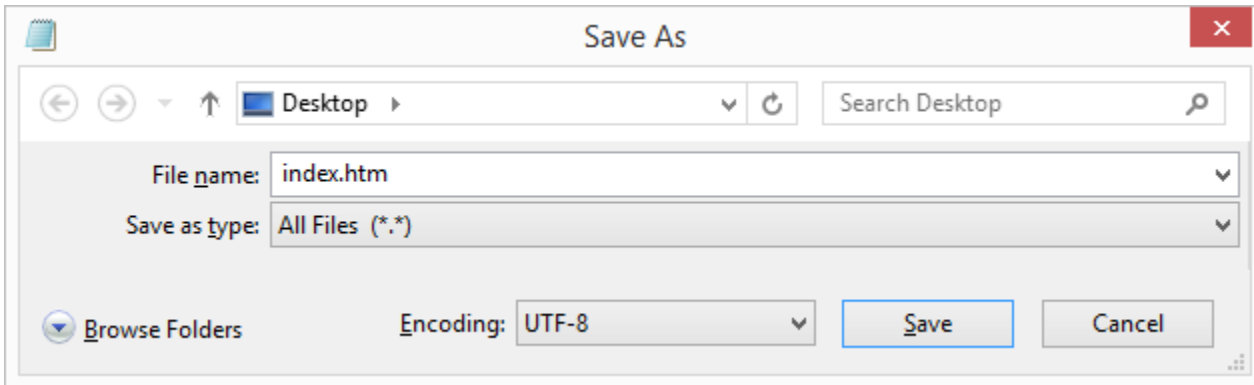 Save As
Desktop
Search Desktop
File name: index.htm
Save as type: All Files (*.*)
Browse Folders Encoding: UTF-8 Save Cancel